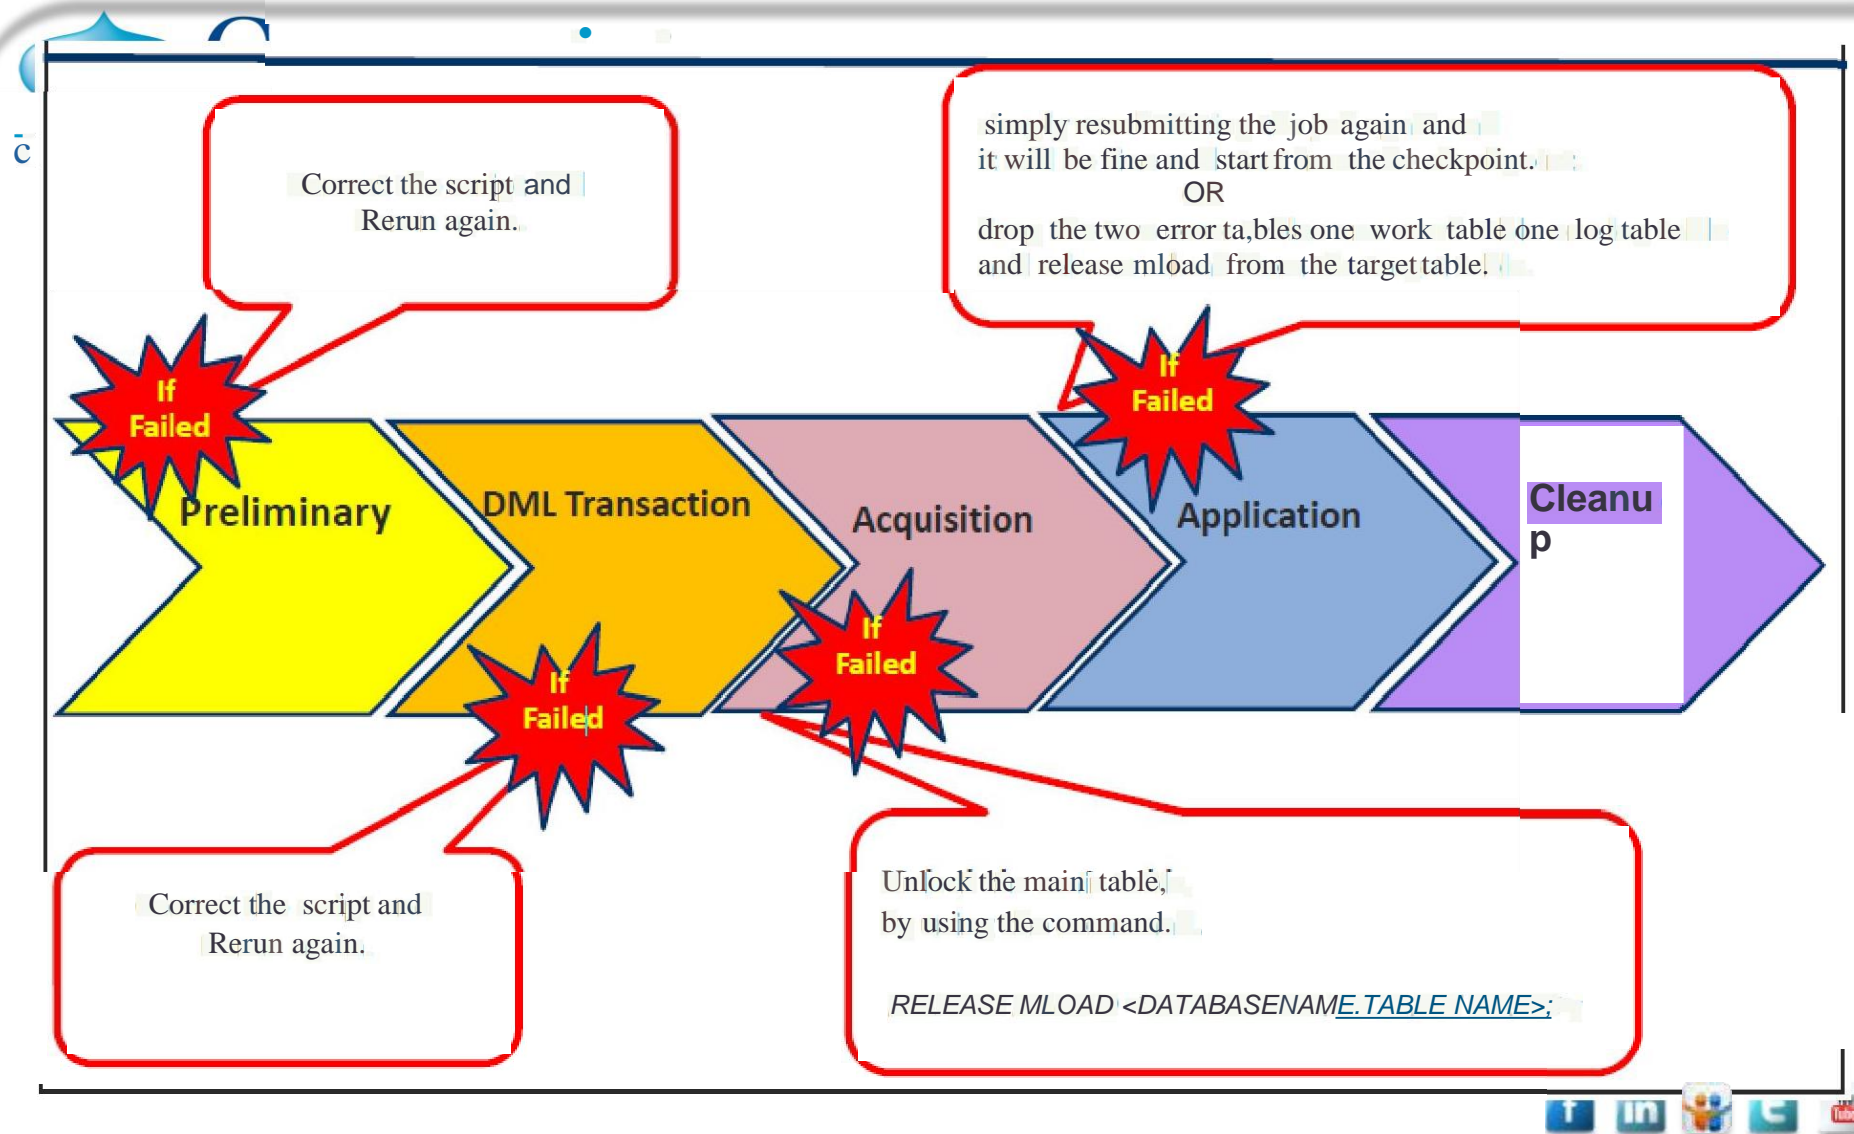 c
Correct the script and
Rerun again.
simply resubmitting the job again and
it will be fine and start from the checkpoint.
OR
drop the two error ta,bles one work table one log table
and release mload from the target table.
If
Failed
If
Failed
Preliminary
DML Transaction
Acquisition
Application
Cleanu
p
If
Failed
If
Failed
Correct the script and
Rerun again.
Unlock the main table,
by using the command.
RELEASE MLOAD <DATABASENAME.TABLE NAME>;
f
in
t